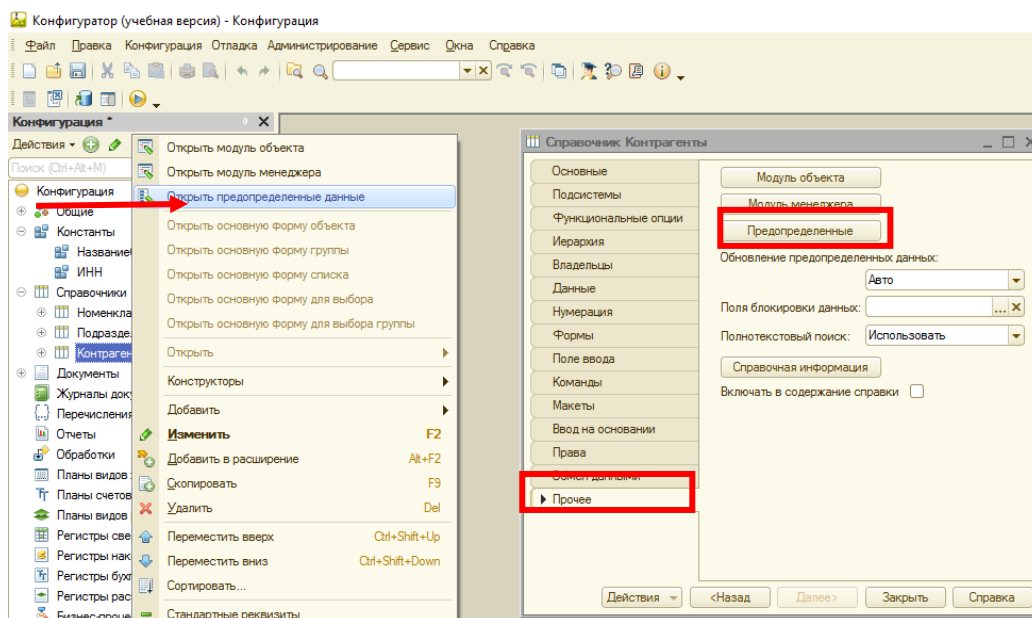 Конфигуратор (учебная версия) - Конфигурация
Файл Правка Конфигурация Отладка Администрирование Сервис Окна Справка
Конфигурация *
Действия
Поиск (Ctrl+Alt+M)
Конфигурация
Общие
Константы
ИНН
Справочники
Документы
Перечисления
Отчеты
Обработки
Планы видов
Планы счетов
Планы видов
Регистры
Регистры
Регистры
Регистры
Открыть модуль объекта
Открыть модуль менеджера
Открыть предопределенные данные
Открыть основную форму объекта
Открыть основную форму группы
Открыть основную форму списка
Открыть основную форму для выбора
Открыть основную форму для выбора группы
Открыть
Конструкторы
Добавить
Изменить F2
Добавить в расширение Alt+F2
Скопировать F9
Удалить Del
Переместить вверх Ctrl+Shift+Up
Переместить вниз Ctrl+Shift+Down
Сортировать...
Стандартные реквизиты
Справочник Контрагенты
Основные
Подсистемы
Функциональные опции
Иерархия
Владельцы
Данные
Нумерация
Формы
Поле ввода
Команды
Макеты
Ввод на основании
Права
Обмен данными
Прочее
Модуль объекта
Модуль менеджера
Предопределенные
Обновление предопределенных данных:
Авто
Поля блокировки данных:
Полнотекстовый поиск: Использовать
Справочная информация
Включать в содержание справки
Действия <Назад Далее> Закрыть Справка